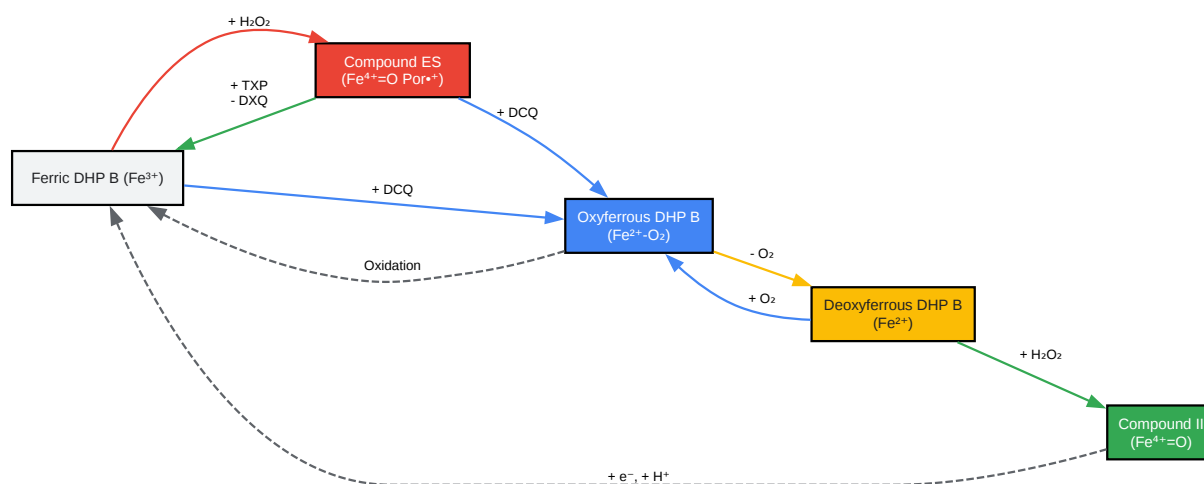 + H₂O₂
Compound ES
(Fe⁴⁺=O Por•⁺)
+ TXP
- DXQ
+ DCQ
Ferric DHP B (Fe³⁺)
+ DCQ
Oxyferrous DHP B
(Fe²⁺-O₂)
- O₂
Oxidation
+ O₂
Deoxyferrous DHP B
(Fe²⁺)
+ H₂O₂
Compound II
(Fe⁴⁺=O)
+ e⁻, + H⁺